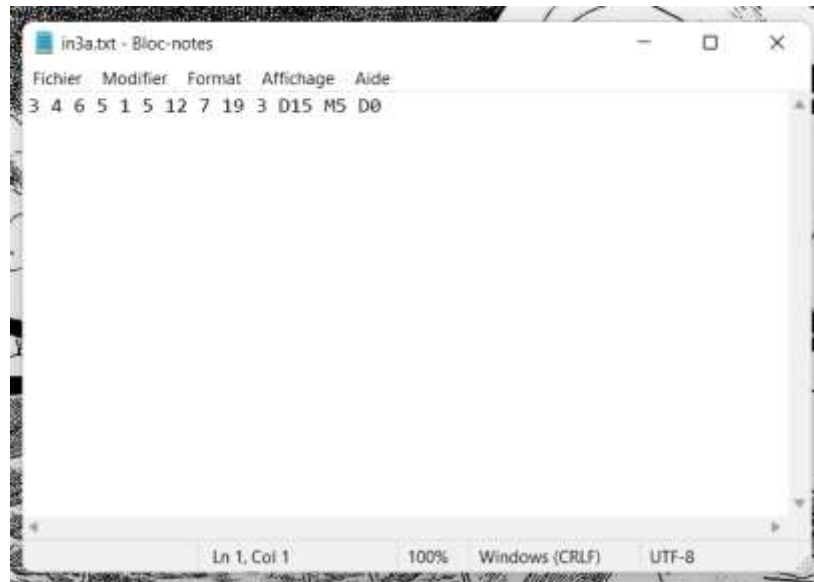 in3a.txt - Bloc-notes
Fichier Modifier Format Affichage Aide
3 4 6 5 1 5 12 7 19 3 D15 M5 D0
Ln 1, Col 1 100% Windows (CRLF) UTF-8